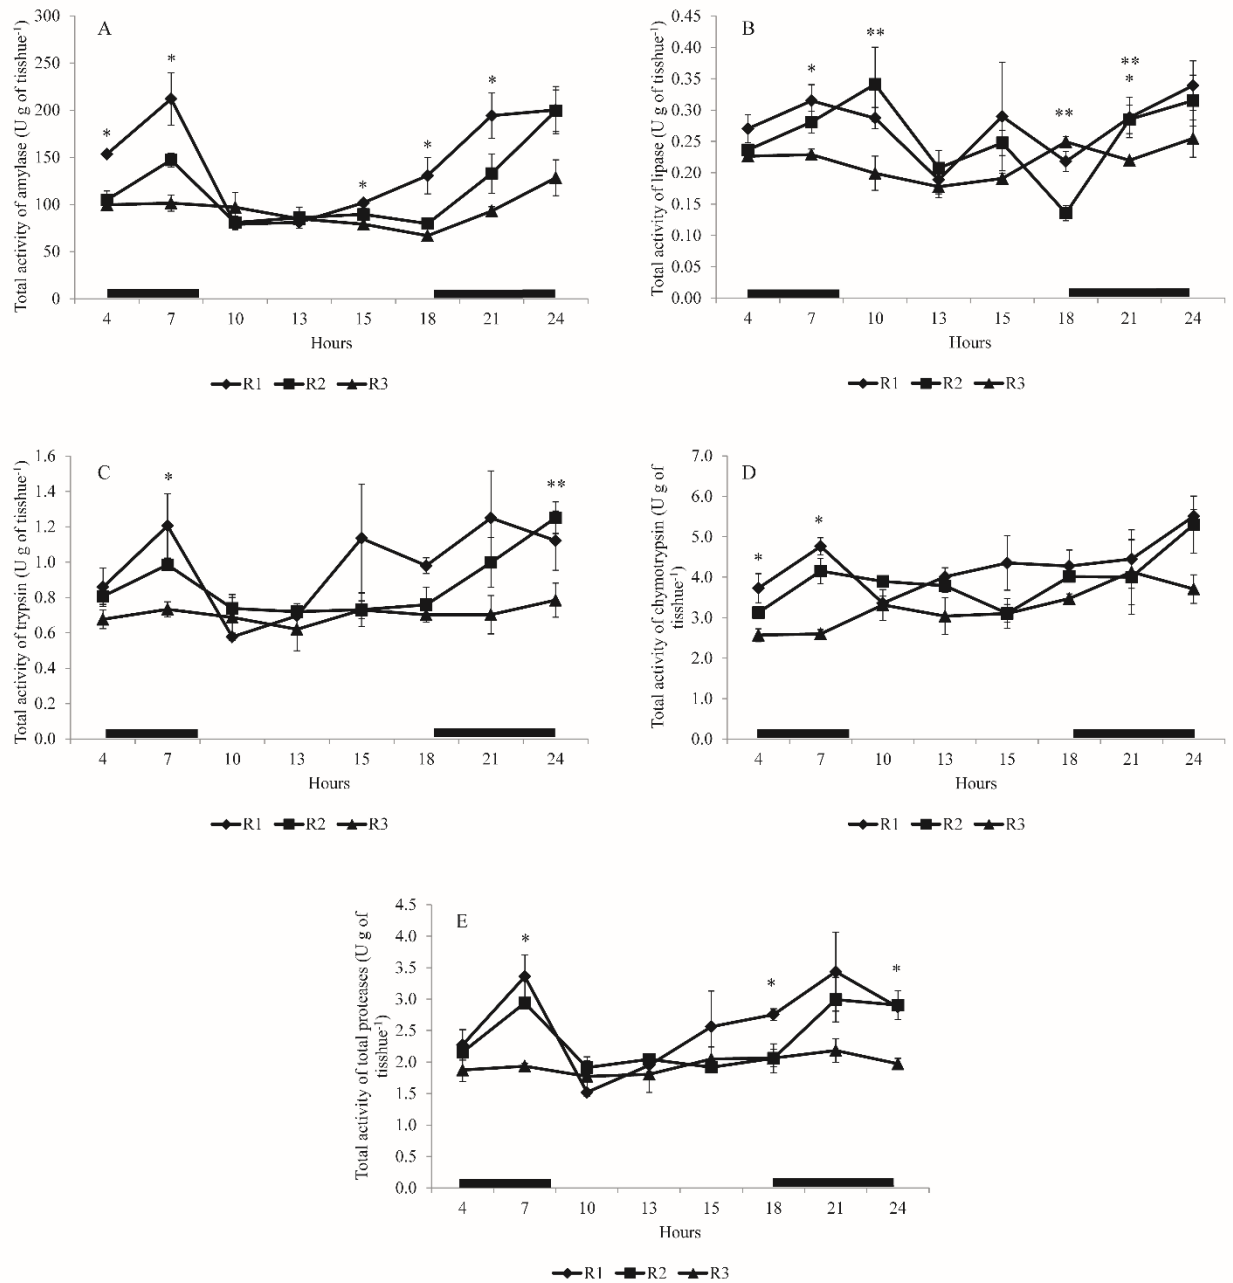 A
Total activity of amylase (U g of tisshue-1)
300
250
200
150
100
50
0
* * * * *
4 7 10 13 15 18 21 24
Hours
R1 R2 R3
B
Total activity of lipase (U g of tisshue-1)
0.45
0.40
0.35
0.30
0.25
0.20
0.15
0.10
0.05
0.00
* ** ** ** *
4 7 10 13 15 18 21 24
Hours
R1 R2 R3
C
Total activity of trypsin (U g of tisshue-1)
1.6
1.4
1.2
1.0
0.8
0.6
0.4
0.2
0.0
* **
4 7 10 13 15 18 21 24
Hours
R1 R2 R3
D
Total activity of chymotrypsin (U g of
tisshue-1)
7.0
6.0
5.0
4.0
3.0
2.0
1.0
0.0
* *
4 7 10 13 15 18 21 24
Hours
R1 R2 R3
E
Total activity of total proteases (U g of
tisshue-1)
4.5
4.0
3.5
3.0
2.5
2.0
1.5
1.0
0.5
0.0
* * *
4 7 10 13 15 18 21 24
Hours
R1 R2 R3